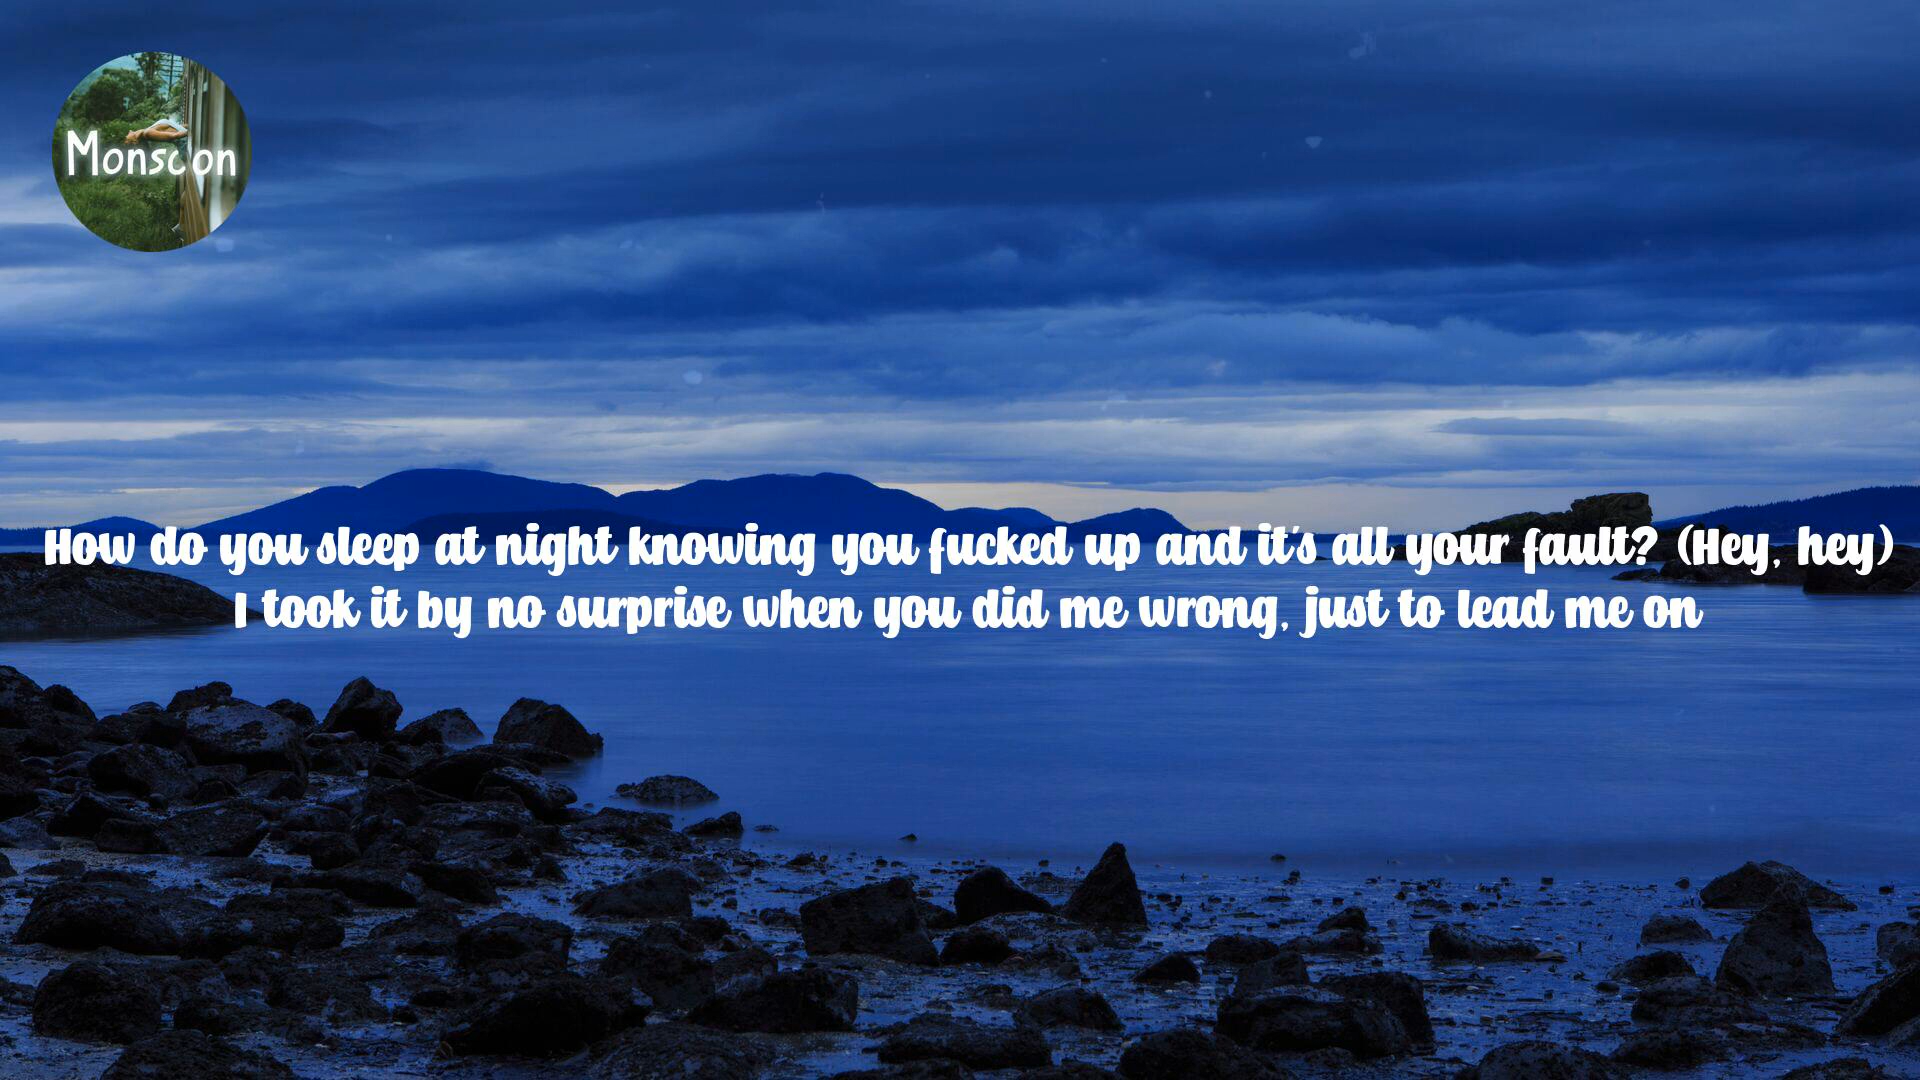 Monsoon
How do you sleep at night knowing you fucked up and it's all your fault? (Hey, hey)
I took it by no surprise when you did me wrong, just to lead me on